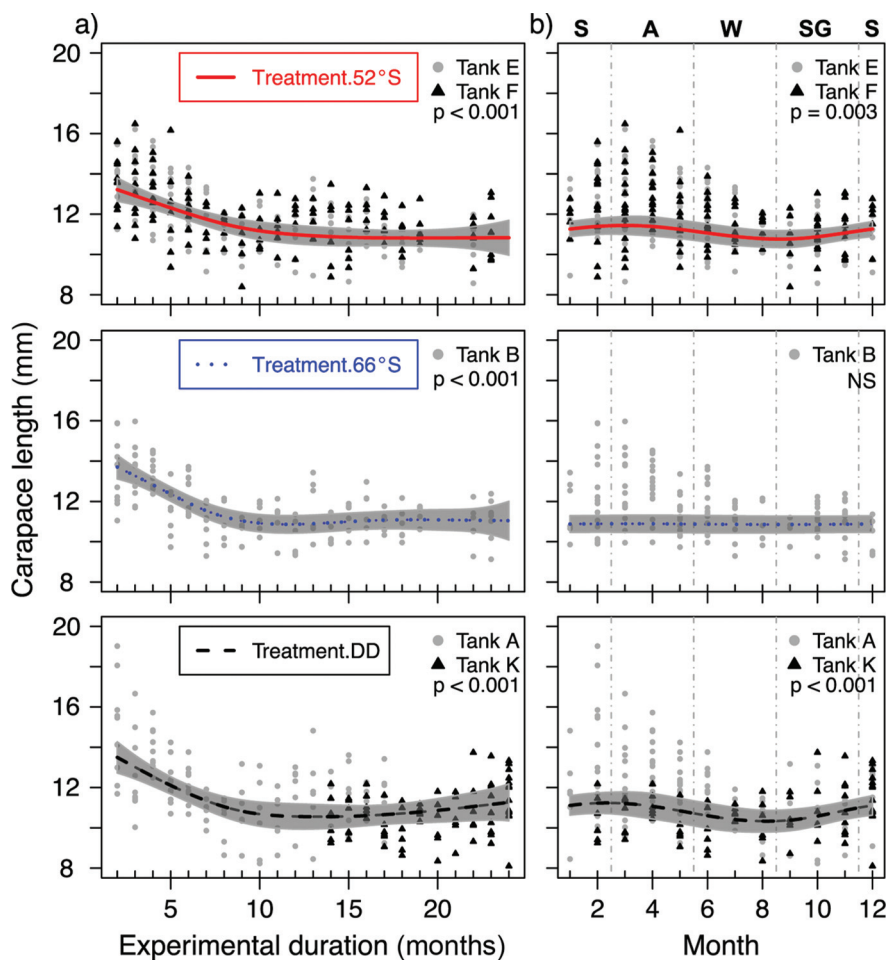 a)
b)
S A W SG S
20
16
12
8
Treatment.52°S
Tank E
Tank F
p < 0.001
Tank E
Tank F
p = 0.003
20
16
12
8
Treatment.66°S
Tank B
p < 0.001
Tank B
NS
20
16
12
8
Treatment.DD
Tank A
Tank K
p < 0.001
Tank A
Tank K
p < 0.001
Carapace length (mm)
5 10 15 20
2 4 6 8 10 12
Experimental duration (months)
Month